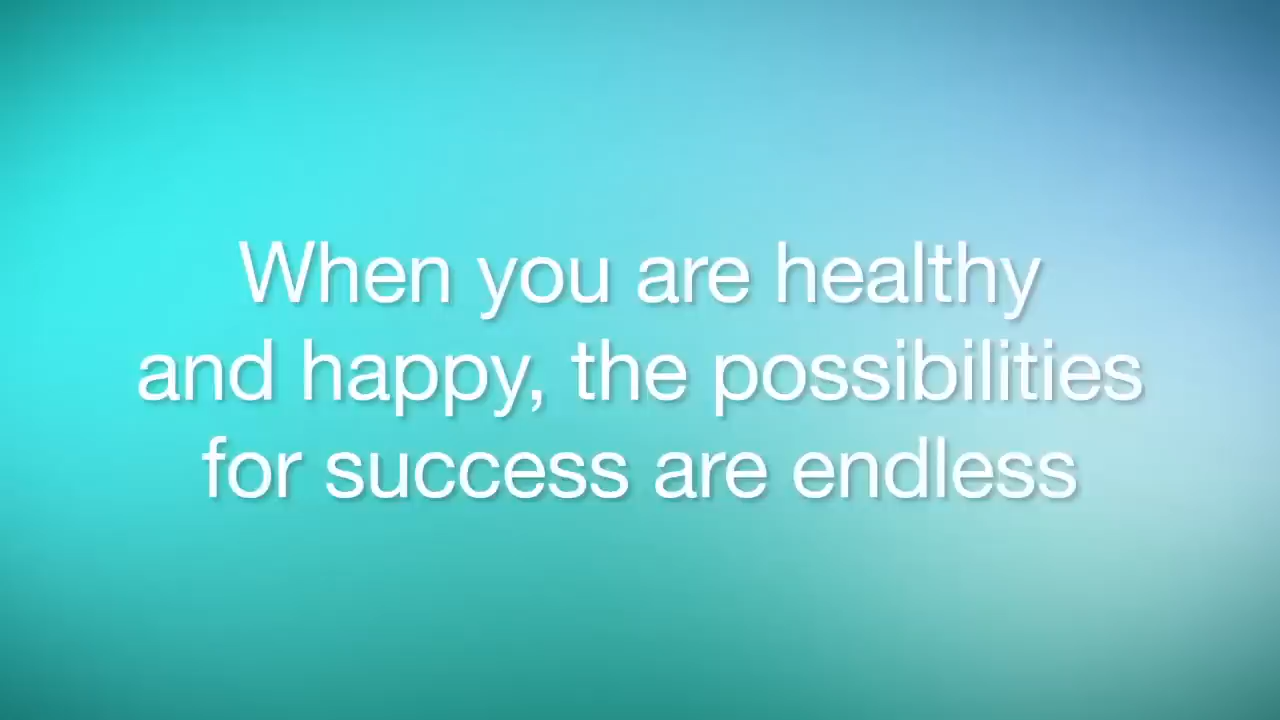 When you are healthy
and happy, the possibilities
for success are endless